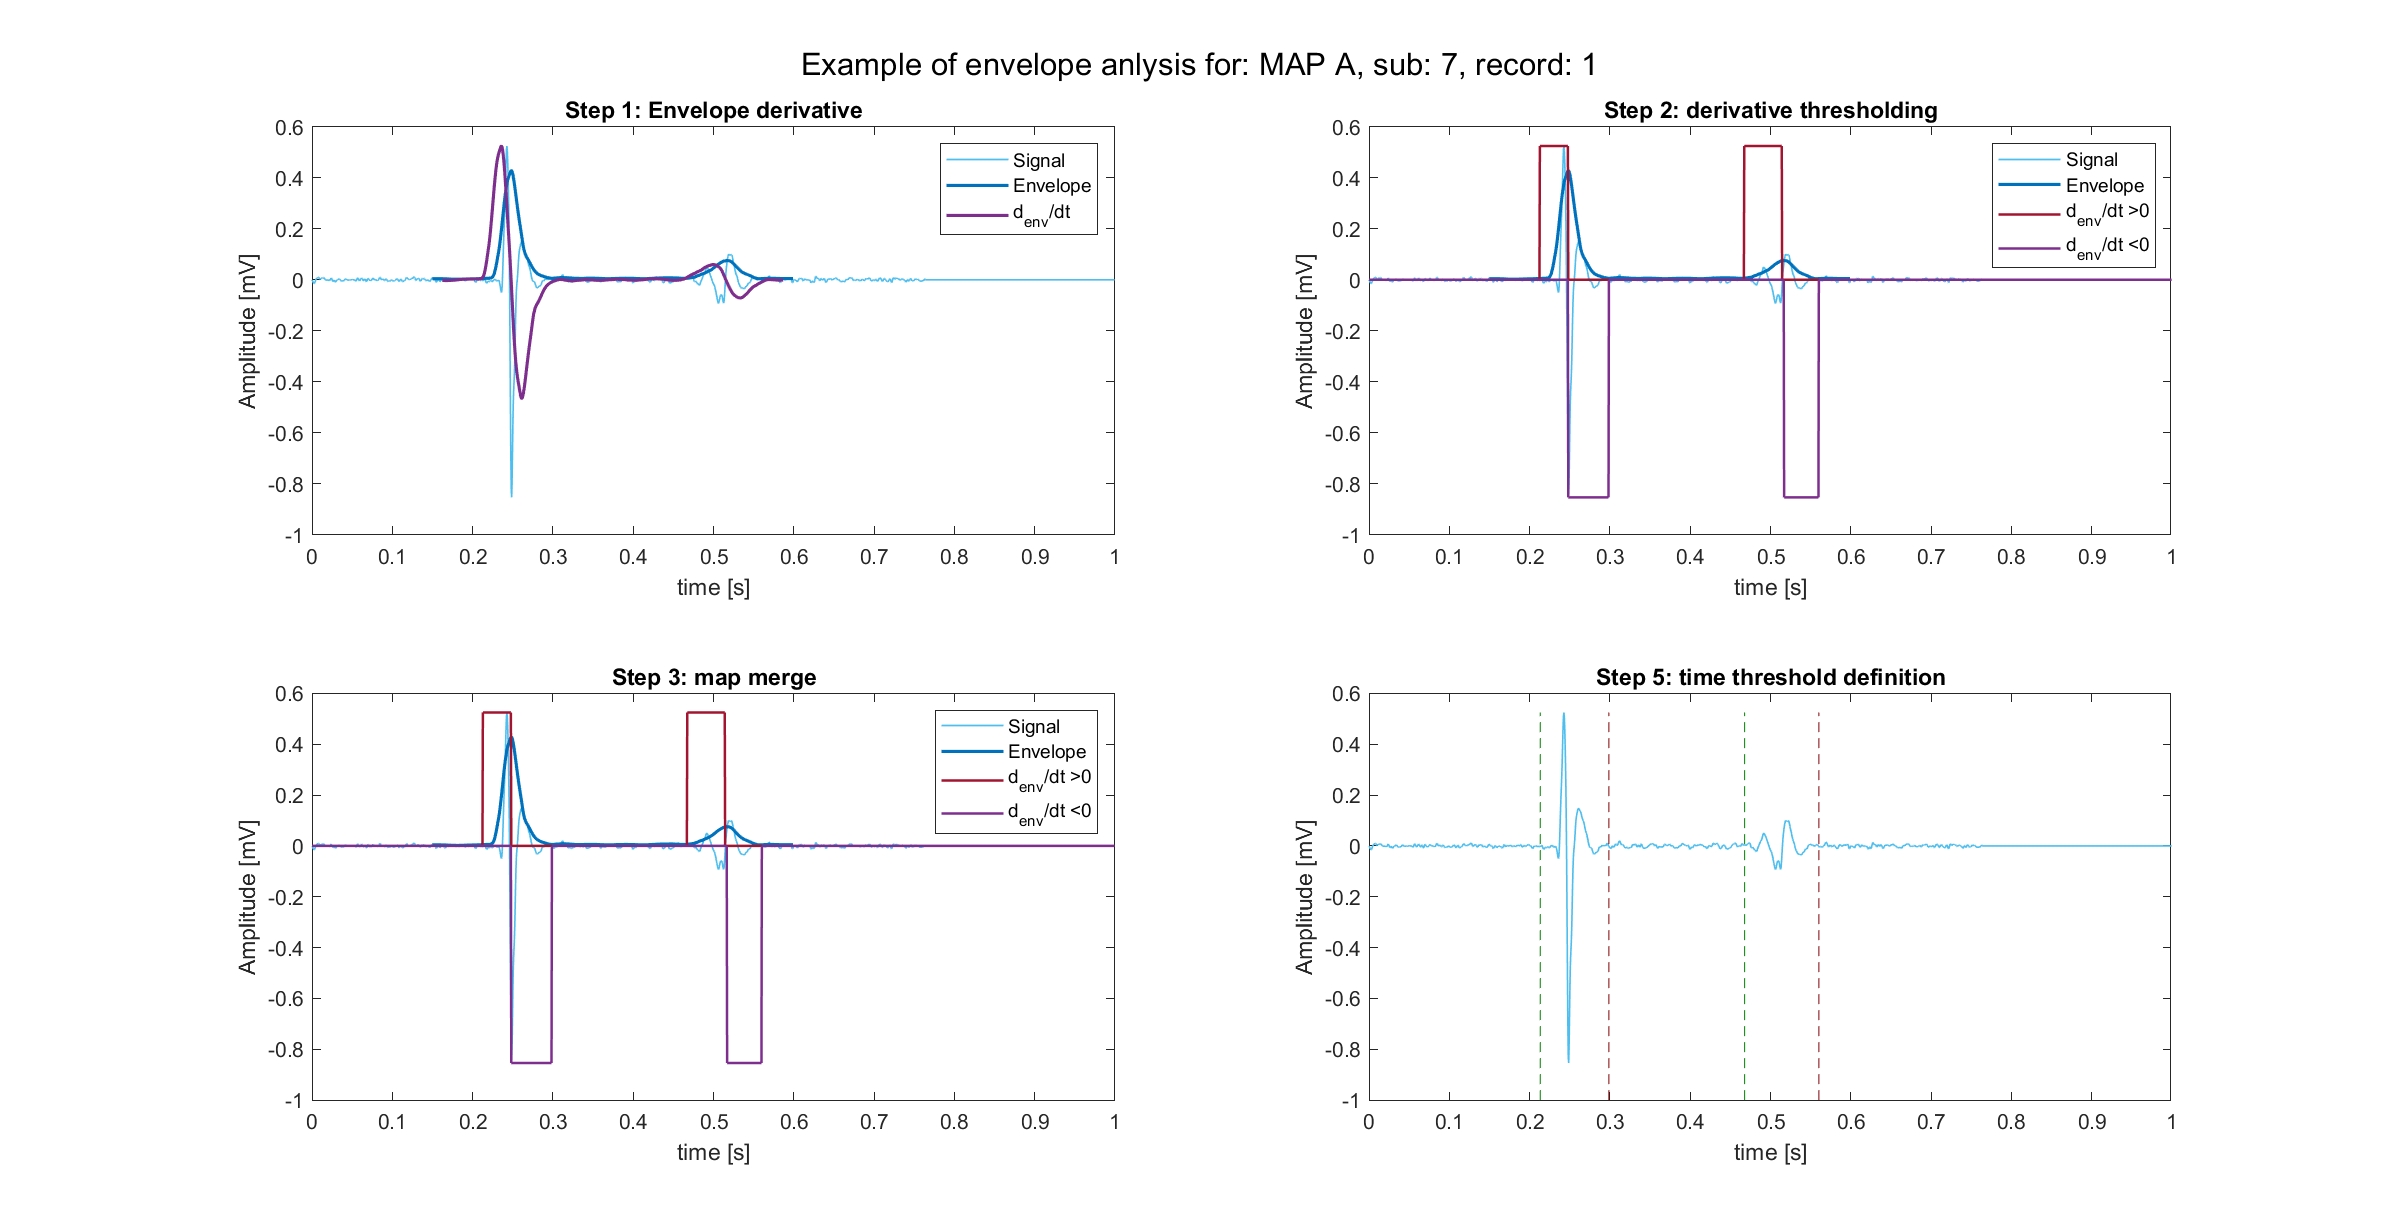 Example of envelope anlysis for: MAP A, sub: 7, record: 1
Step 1: Envelope derivative
0.6
0.4
0.2
0
-0.2
-0.4
-0.6
-0.8
-1
Amplitude [mV]
0 0.1 0.2 0.3 0.4 0.5 0.6 0.7 0.8 0.9 1
time [s]
Signal
Envelope
d_env/dt
Step 2: derivative thresholding
0.6
0.4
0.2
0
-0.2
-0.4
-0.6
-0.8
-1
Amplitude [mV]
0 0.1 0.2 0.3 0.4 0.5 0.6 0.7 0.8 0.9 1
time [s]
Signal
Envelope
d_env/dt >0
d_env/dt <0
Step 3: map merge
0.6
0.4
0.2
0
-0.2
-0.4
-0.6
-0.8
-1
Amplitude [mV]
0 0.1 0.2 0.3 0.4 0.5 0.6 0.7 0.8 0.9 1
time [s]
Signal
Envelope
d_env/dt >0
d_env/dt <0
Step 5: time threshold definition
0.6
0.4
0.2
0
-0.2
-0.4
-0.6
-0.8
-1
Amplitude [mV]
0 0.1 0.2 0.3 0.4 0.5 0.6 0.7 0.8 0.9 1
time [s]